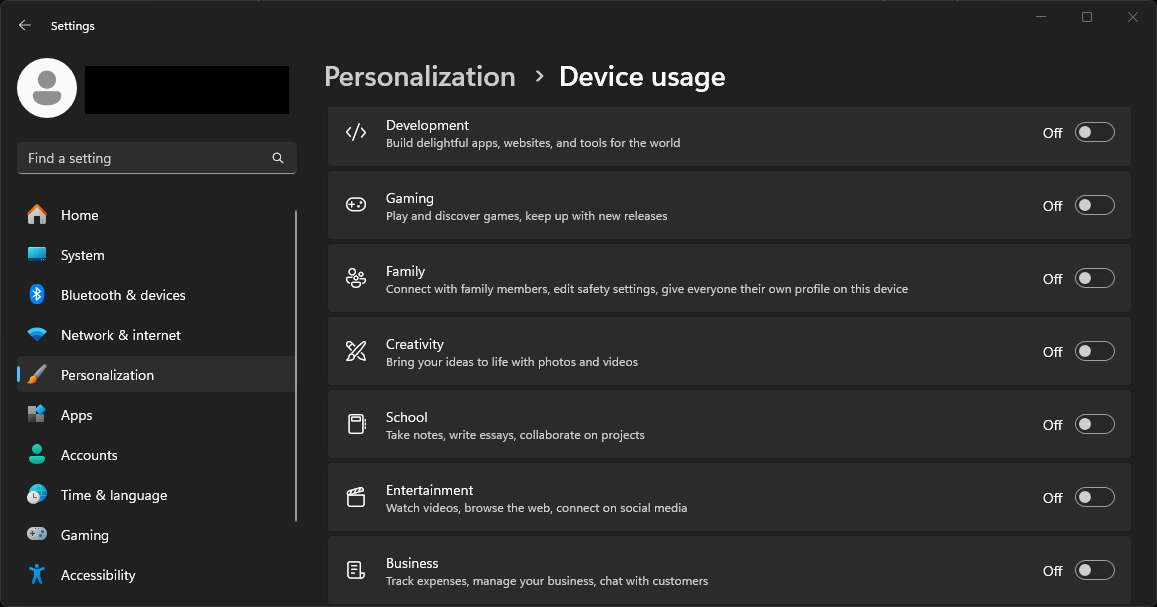 Settings
Find a setting
Home
System
Bluetooth & devices
Network & internet
Personalization
Apps
Accounts
Time & language
Gaming
Accessibility
Personalization > Device usage
Development
Build delightful apps, websites, and tools for the world
Off
Gaming
Play and discover games, keep up with new releases
Off
Family
Connect with family members, edit safety settings, give everyone their own profile on this device
Off
Creativity
Bring your ideas to life with photos and videos
Off
School
Take notes, write essays, collaborate on projects
Off
Entertainment
Watch videos, browse the web, connect on social media
Off
Business
Track expenses, manage your business, chat with customers
Off